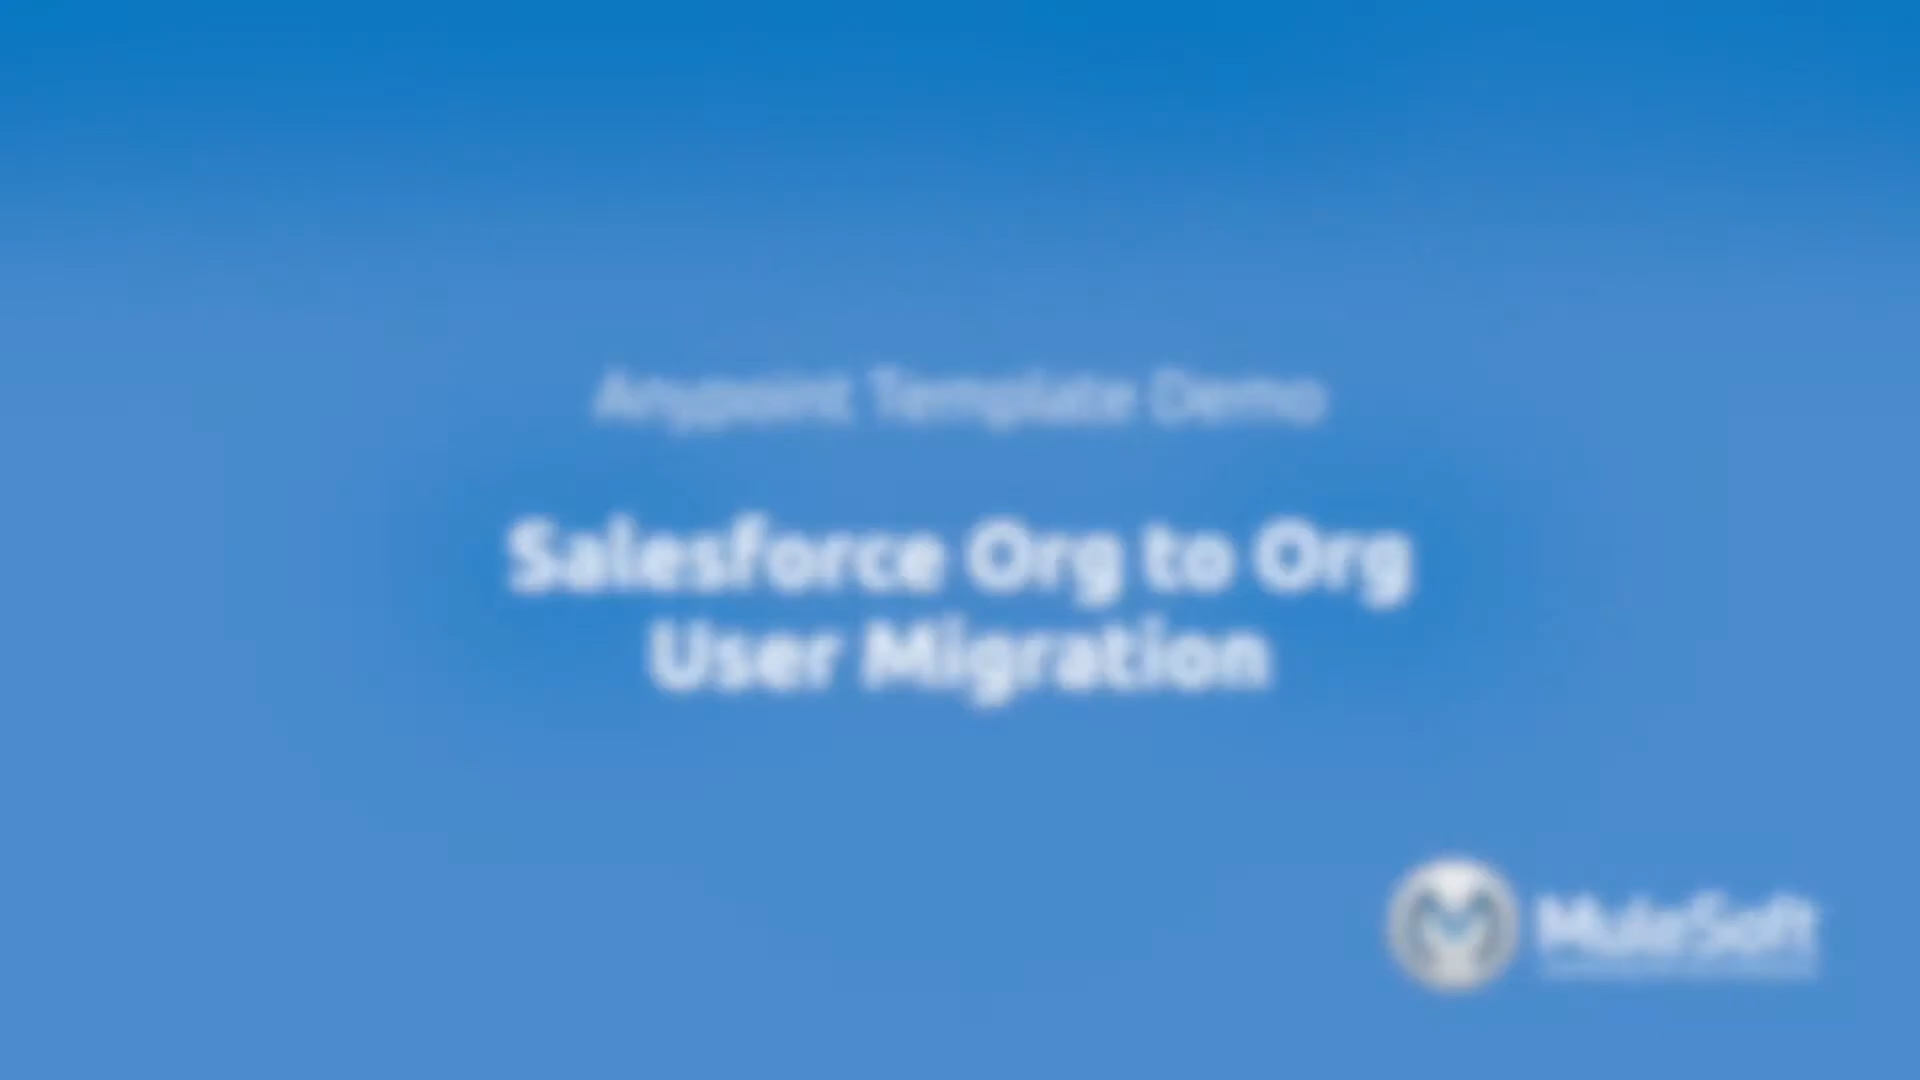 Anypoint Template Demo
Salesforce Org to Org
User Migration
MuleSoft